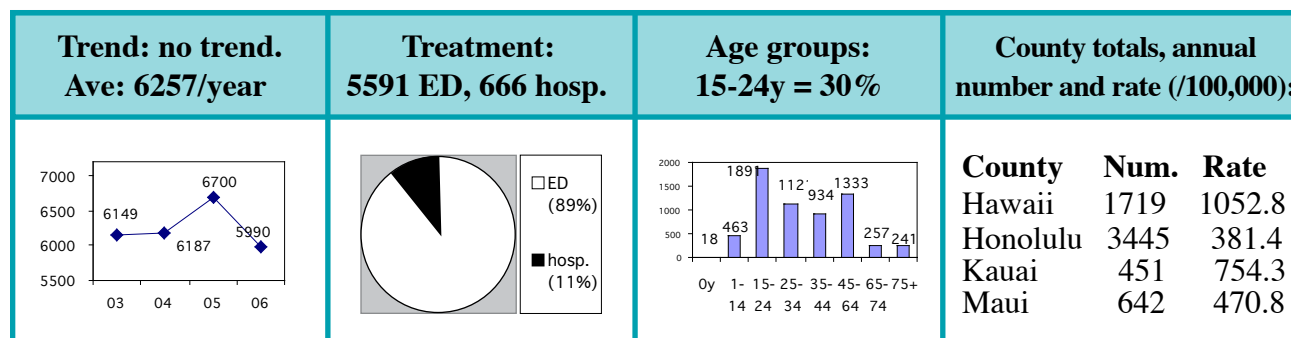 Trend: no trend.
Ave: 6257/year
Treatment:
5591 ED, 666 hosp.
Age groups:
15-24y = 30%
County totals, annual
number and rate (/100,000):
7000
6500
6000
5500
6149
6187
6700
5990
03 04 05 06
ED
(89%)
hosp.
(11%)
2000
1500
1000
500
0
18 463 1891 934 1333 257 241
0y 1-14 15-24 25-34 35-44 45-64 65-74 75+
County Num. Rate
Hawaii 1719 1052.8
Honolulu 3445 381.4
Kauai 451 754.3
Maui 642 470.8